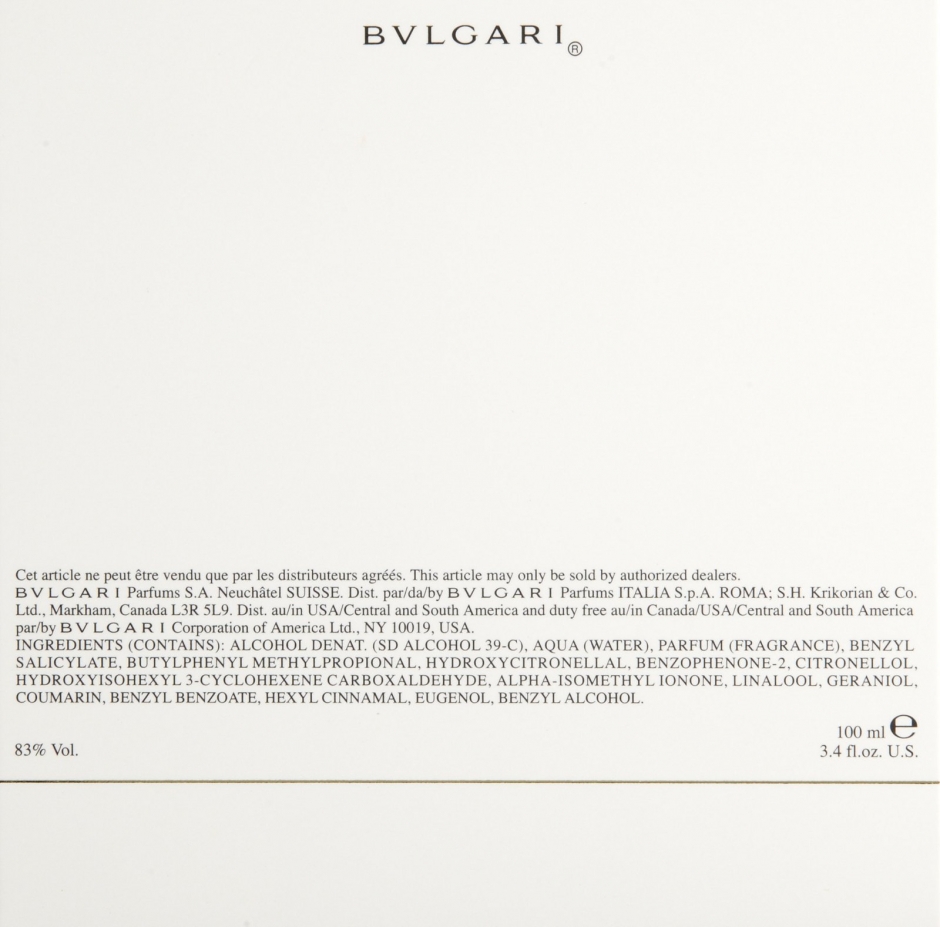 BVLGARI®
Cet article ne peut être vendu que par les distributeurs agréés. This article may only be sold by authorized dealers.
BVLGARI Parfums S.A. Neuchâtel SUISSE. Dist. par/da/by BVLGARI Parfums ITALIA S.p.A. ROMA; S.H. Krikorian & Co.
Ltd., Markham, Canada L3R 5L9. Dist. au/in USA/Central and South America and duty free au/in Canada/USA/Central and South America
par/by BVLGARI Corporation of America Ltd., NY 10019, USA.
INGREDIENTS (CONTAINS): ALCOHOL DENAT. (SD ALCOHOL 39-C), AQUA (WATER), PARFUM (FRAGRANCE), BENZYL
SALICYLATE, BUTYLPHENYL METHYLPROPIONAL, HYDROXYCITRONELLAL, BENZOPHENONE-2, CITRONELLOL,
HYDROXYISOHEXYL 3-CYCLOHEXENE CARBOXALDEHYDE, ALPHA-ISOMETHYL IONONE, LINALOOL, GERANIOL,
COUMARIN, BENZYL BENZOATE, HEXYL CINNAMAL, EUGENOL, BENZYL ALCOHOL.
100 ml ℮
83% Vol.
3.4 fl.oz. U.S.